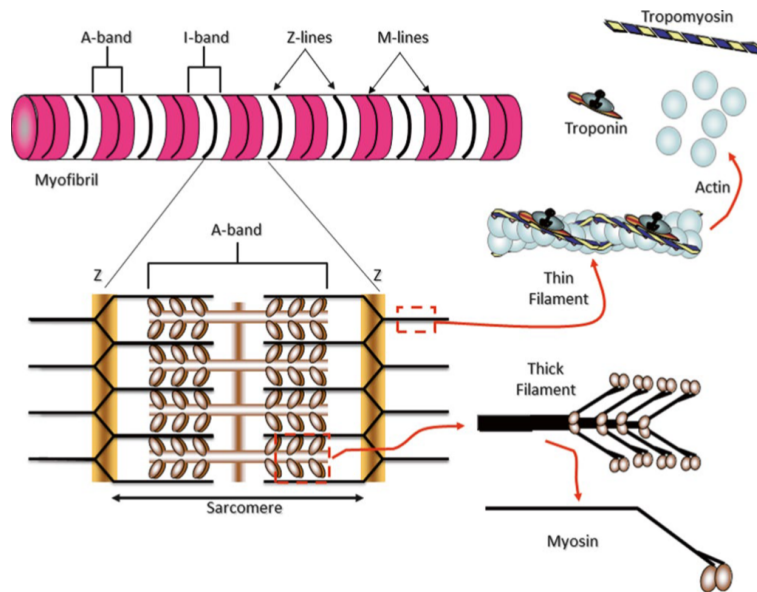 Tropomyosin
A-band
I-band
Z-lines
M-lines
Troponin
Actin
Myofibril
A-band
Z
Z
Thin
Filament
Thick
Filament
Sarcomere
Myosin